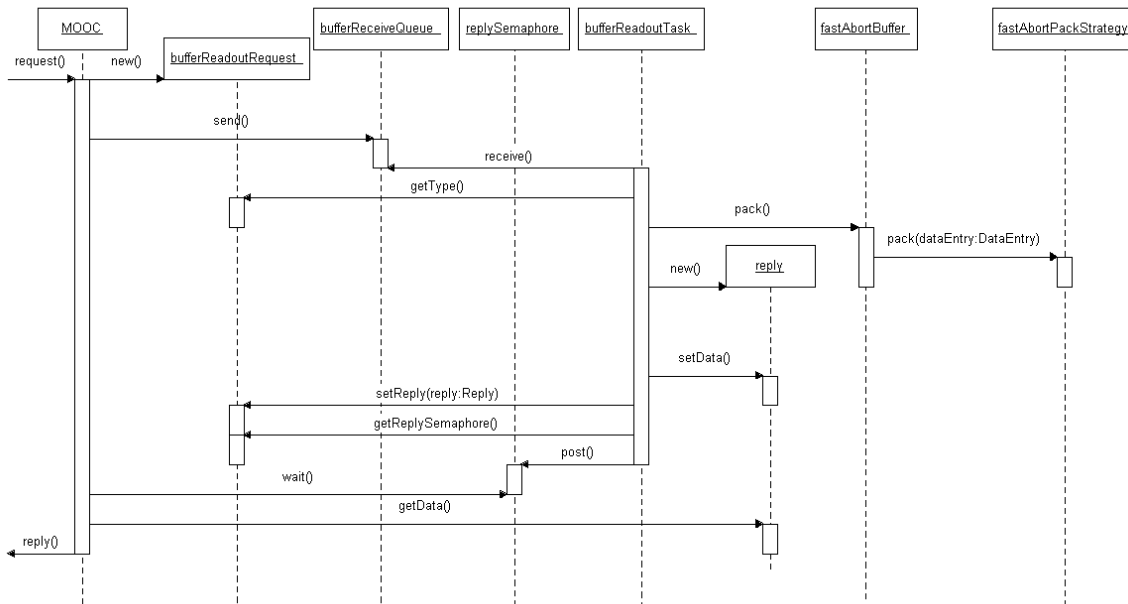 MOOC
bufferReceiveQueue
replySemaphore
bufferReadoutTask
fastAbortBuffer
fastAbortPackStrategy
request()
new()
bufferReadoutRequest
send()
receive()
getType()
pack()
pack(dataEntry:DataEntry)
new()
reply
setData()
setReply(reply:Reply)
getReplySemaphore()
post()
wait()
getData()
reply()